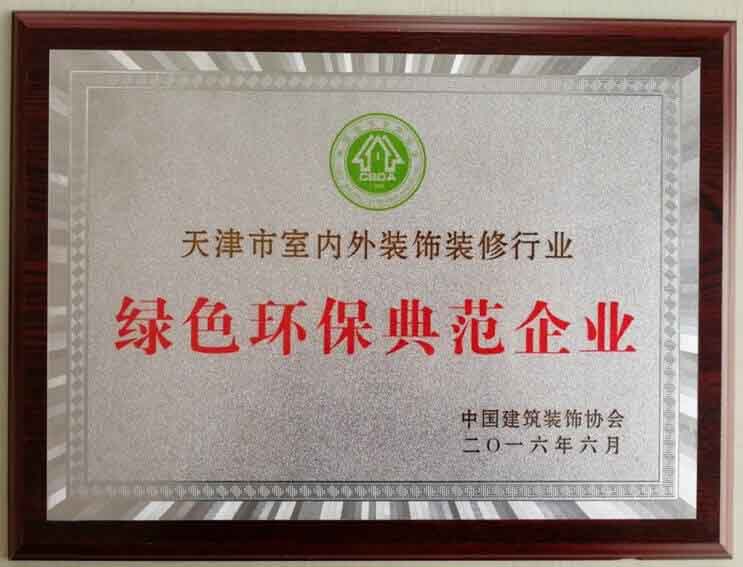 CBDA
天津市室内外装饰装修行业
绿色环保典范企业
中国建筑装饰协会
二〇一六年六月